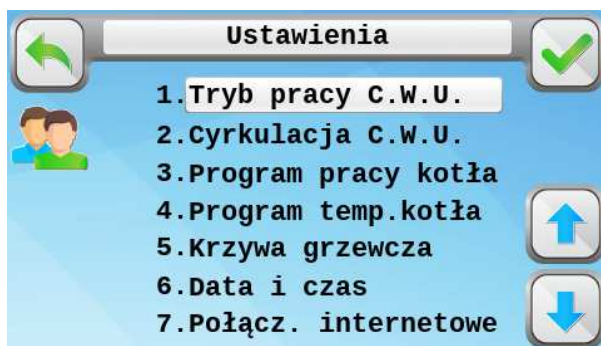 Ustawienia
1.Tryb pracy C.W.U.
2.Cyrkulacja C.W.U.
3.Program pracy kotła
4.Program temp.kotła
5.Krzywa grzewcza
6.Data i czas
7.Połącz. internetowe